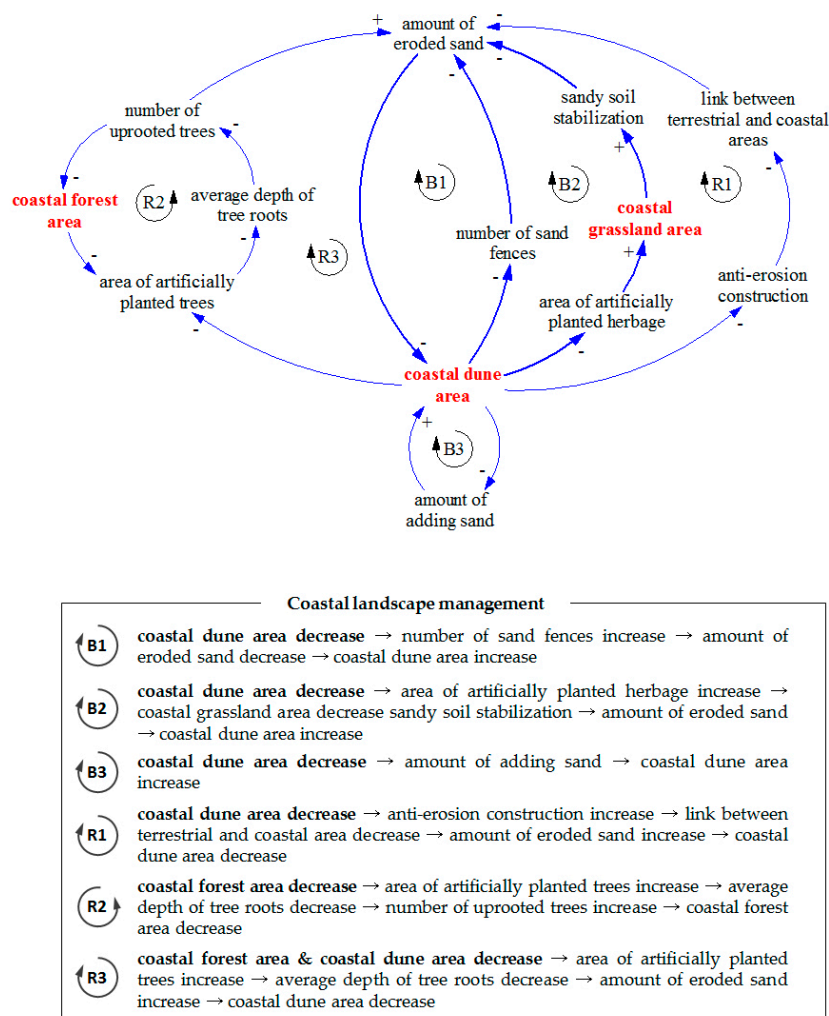 amount of
eroded sand
+
-
-
-
number of
uprooted trees
-
sandy soil
stabilization
link between
terrestrial and coastal
areas
-
+
-
coastal forest
area
R2
average depth of
tree roots
B1
B2
R1
coastal
grassland area
number of sand
fences
R3
-
-
-
+
area of artificially
planted trees
area of artificially
planted herbage
anti-erosion
construction
-
-
-
-
coastal dune
area
+
B3
-
amount of
adding sand
Coastal landscape management
B1
coastal dune area decrease → number of sand fences increase → amount of
eroded sand decrease → coastal dune area increase
B2
coastal dune area decrease → area of artificially planted herbage increase →
coastal grassland area decrease sandy soil stabilization → amount of eroded sand
→ coastal dune area increase
B3
coastal dune area decrease → amount of adding sand → coastal dune area
increase
R1
coastal dune area decrease → anti-erosion construction increase → link between
terrestrial and coastal area decrease → amount of eroded sand increase → coastal
dune area decrease
R2
coastal forest area decrease → area of artificially planted trees increase → average
depth of tree roots decrease → number of uprooted trees increase → coastal forest
area decrease
R3
coastal forest area & coastal dune area decrease → area of artificially planted
trees increase → average depth of tree roots decrease → amount of eroded sand
increase → coastal dune area decrease